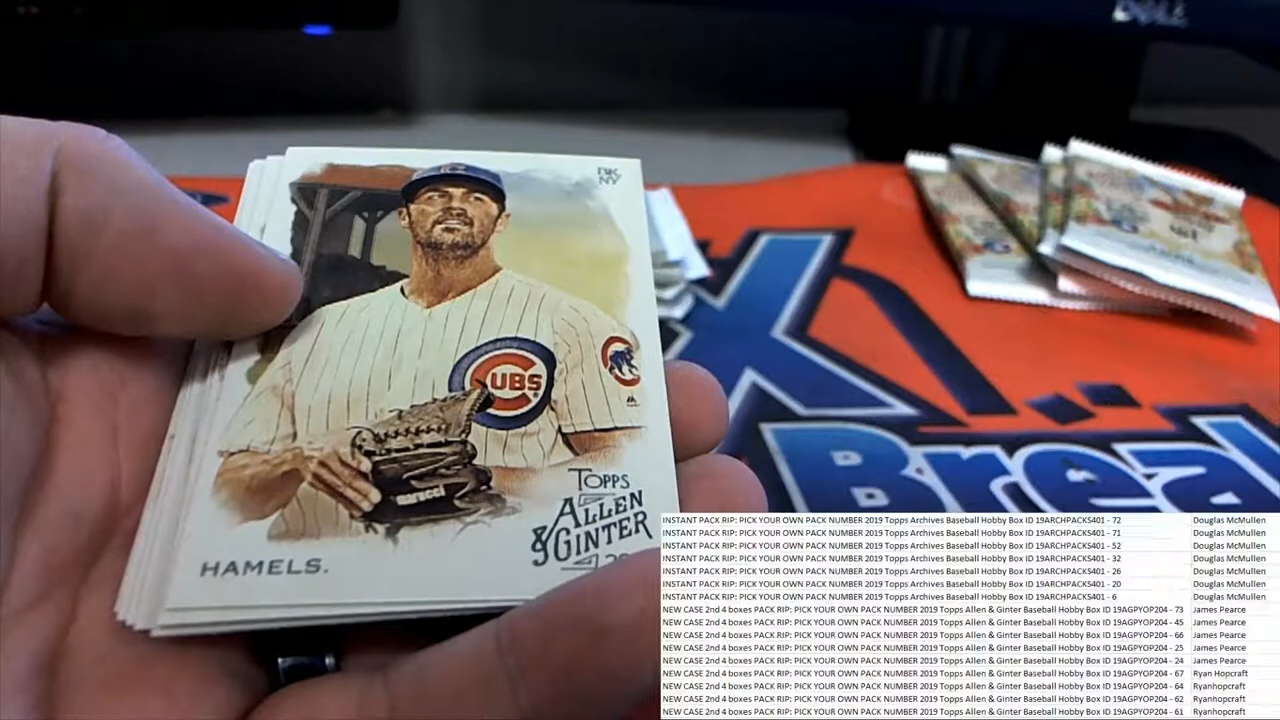 DELL
CUBS
marucci
TOPPS
ALLEN
& GINTER
HAMELS.
X
Break
INSTANT PACK RIP: PICK YOUR OWN PACK NUMBER 2019 Topps Archives Baseball Hobby Box ID 19ARCHPACKS401 - 72 Douglas McMullen
INSTANT PACK RIP: PICK YOUR OWN PACK NUMBER 2019 Topps Archives Baseball Hobby Box ID 19ARCHPACKS401 - 71 Douglas McMullen
INSTANT PACK RIP: PICK YOUR OWN PACK NUMBER 2019 Topps Archives Baseball Hobby Box ID 19ARCHPACKS401 - 52 Douglas McMullen
INSTANT PACK RIP: PICK YOUR OWN PACK NUMBER 2019 Topps Archives Baseball Hobby Box ID 19ARCHPACKS401 - 32 Douglas McMullen
INSTANT PACK RIP: PICK YOUR OWN PACK NUMBER 2019 Topps Archives Baseball Hobby Box ID 19ARCHPACKS401 - 26 Douglas McMullen
INSTANT PACK RIP: PICK YOUR OWN PACK NUMBER 2019 Topps Archives Baseball Hobby Box ID 19ARCHPACKS401 - 20 Douglas McMullen
INSTANT PACK RIP: PICK YOUR OWN PACK NUMBER 2019 Topps Archives Baseball Hobby Box ID 19ARCHPACKS401 - 6 Douglas McMullen
NEW CASE 2nd 4 boxes PACK RIP: PICK YOUR OWN PACK NUMBER 2019 Topps Allen & Ginter Baseball Hobby Box ID 19AGPYOP204 - 73 James Pearce
NEW CASE 2nd 4 boxes PACK RIP: PICK YOUR OWN PACK NUMBER 2019 Topps Allen & Ginter Baseball Hobby Box ID 19AGPYOP204 - 45 James Pearce
NEW CASE 2nd 4 boxes PACK RIP: PICK YOUR OWN PACK NUMBER 2019 Topps Allen & Ginter Baseball Hobby Box ID 19AGPYOP204 - 66 James Pearce
NEW CASE 2nd 4 boxes PACK RIP: PICK YOUR OWN PACK NUMBER 2019 Topps Allen & Ginter Baseball Hobby Box ID 19AGPYOP204 - 25 James Pearce
NEW CASE 2nd 4 boxes PACK RIP: PICK YOUR OWN PACK NUMBER 2019 Topps Allen & Ginter Baseball Hobby Box ID 19AGPYOP204 - 24 James Pearce
NEW CASE 2nd 4 boxes PACK RIP: PICK YOUR OWN PACK NUMBER 2019 Topps Allen & Ginter Baseball Hobby Box ID 19AGPYOP204 - 67 Ryan Hopcraft
NEW CASE 2nd 4 boxes PACK RIP: PICK YOUR OWN PACK NUMBER 2019 Topps Allen & Ginter Baseball Hobby Box ID 19AGPYOP204 - 64 Ryanhopcraft
NEW CASE 2nd 4 boxes PACK RIP: PICK YOUR OWN PACK NUMBER 2019 Topps Allen & Ginter Baseball Hobby Box ID 19AGPYOP204 - 62 Ryanhopcraft
NEW CASE 2nd 4 boxes PACK RIP: PICK YOUR OWN PACK NUMBER 2019 Topps Allen & Ginter Baseball Hobby Box ID 19AGPYOP204 - 61 Ryanhopcraft